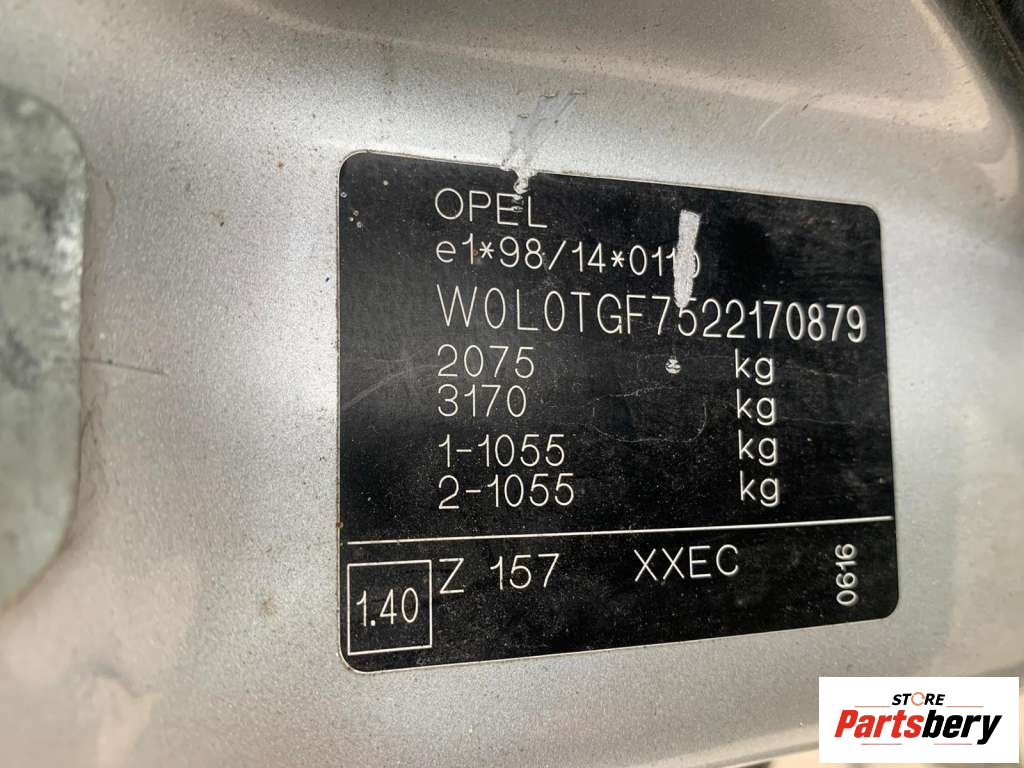 OPEL
e1*98/14*0110
W0L0TGF7522170879
2075 kg
3170 kg
1-1055 kg
2-1055 kg
1.40 Z 157 XXEC 0616
STORE
Partsbery